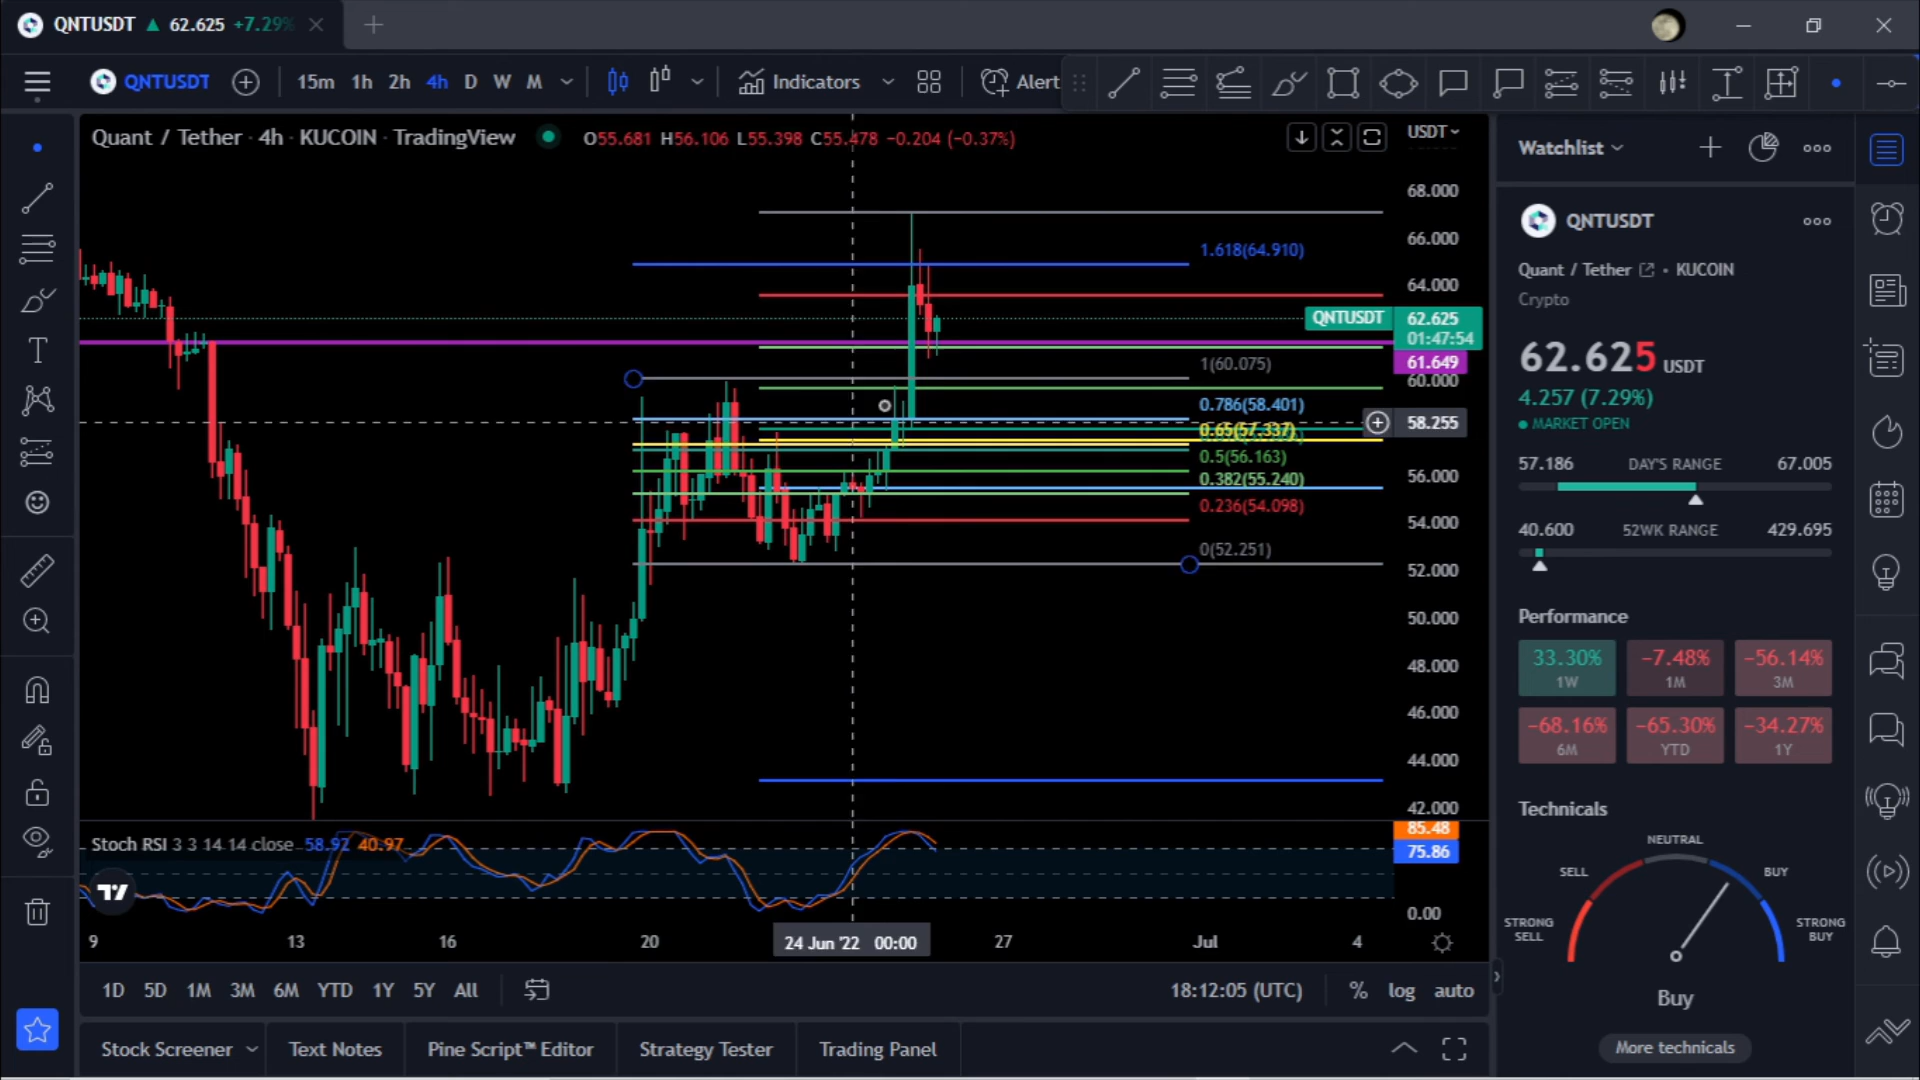 QNTUSDT ▲ 62.625 +7.29%
QNTUSDT 15m 1h 2h 4h D W M Indicators Alert
Quant / Tether · 4h · KUCOIN · TradingView O55.681 H56.106 L55.398 C55.478 −0.204 (−0.37%)
USDT
68.000
66.000
1.618(64.910)
64.000
QNTUSDT 62.625
01:47:54
61.649
1(60.075)
60.000
0.786(58.401)
58.255
0.65(57.337)
0.5(56.163)
56.000
0.382(55.240)
0.236(54.098)
54.000
0(52.251)
52.000
50.000
48.000
46.000
44.000
42.000
Stoch RSI 3 3 14 14 close 58.92 40.97
85.48
75.86
0.00
9 13 16 20 24 Jun '22 00:00 27 Jul 4
1D 5D 1M 3M 6M YTD 1Y 5Y All 18:12:05 (UTC) % log auto
Stock Screener Text Notes Pine Script™ Editor Strategy Tester Trading Panel
Watchlist
QNTUSDT
Quant / Tether • KUCOIN
Crypto
62.625 USDT
4.257 (7.29%)
MARKET OPEN
57.186 DAY'S RANGE 67.005
40.600 52WK RANGE 429.695
Performance
33.30% −7.48% −56.14%
1W 1M 3M
−68.16% −65.30% −34.27%
6M YTD 1Y
Technicals
NEUTRAL
SELL BUY
STRONG SELL STRONG BUY
Buy
More technicals